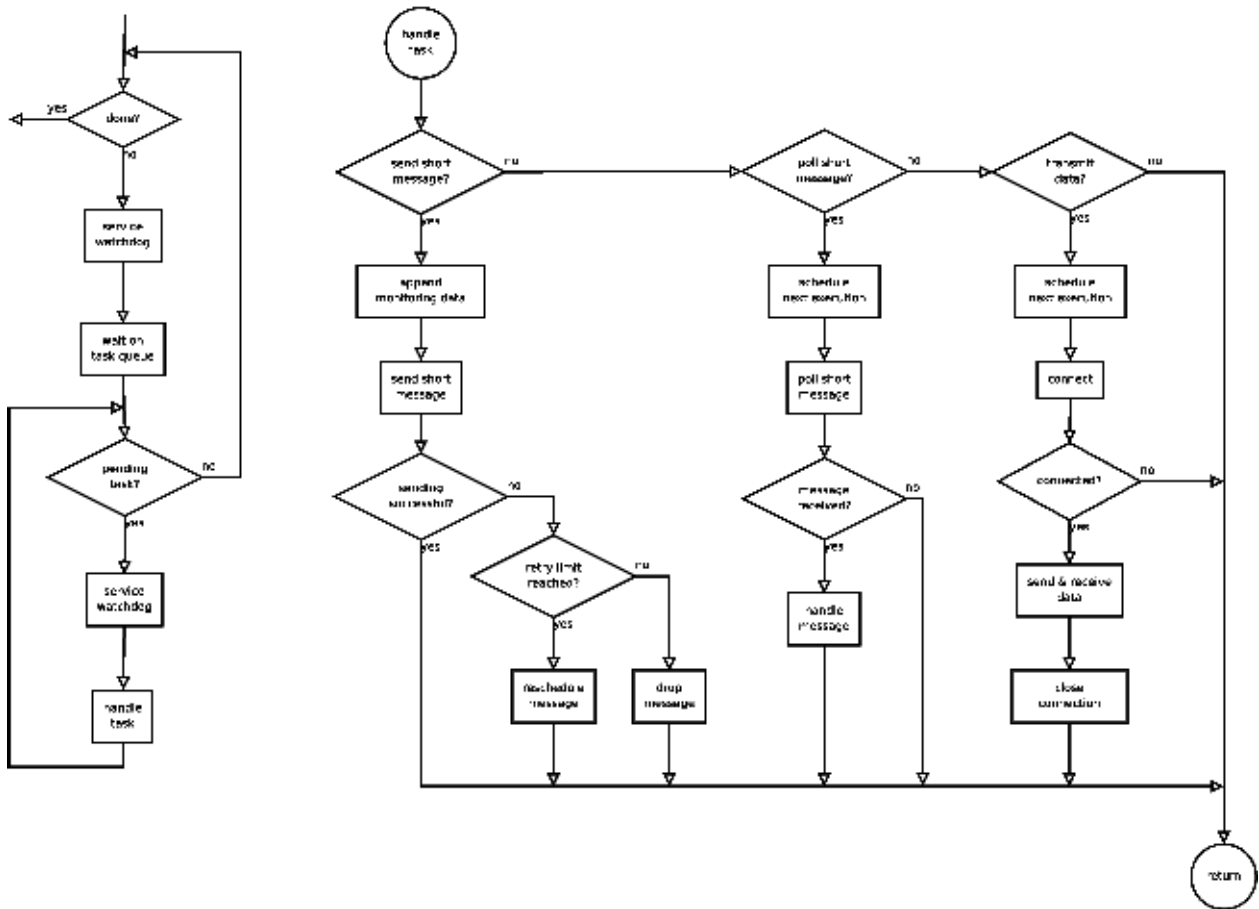 yes
done?
no
service
watchdog
wait on
task queue
pending
task?
no
yes
service
watchdog
handle
task
handle
task
send short
message?
no
yes
append
monitoring data
send short
message
sending
successful?
no
yes
retry limit
reached?
no
yes
reschedule
message
drop
message
poll short
message?
no
yes
schedule
next execution
poll short
message
message
received?
no
yes
handle
message
transmit
data?
no
yes
schedule
next execution
connect
connected?
no
yes
send & receive
data
close
connection
return